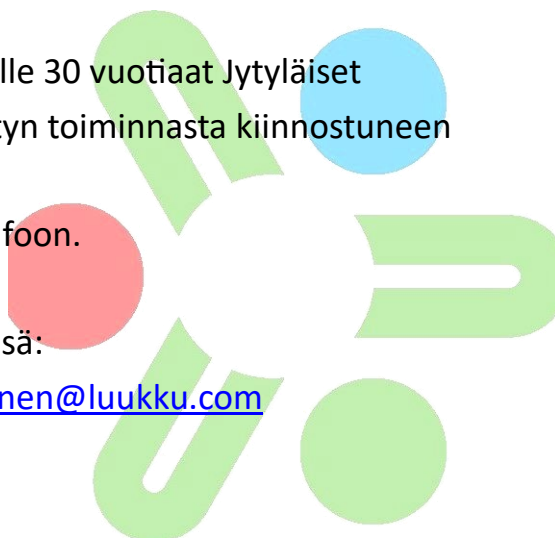 lle 30 vuotiaat Jytyläiset
tyn toiminnasta kiinnostuneen
foon.
sä:
nen@luukku.com